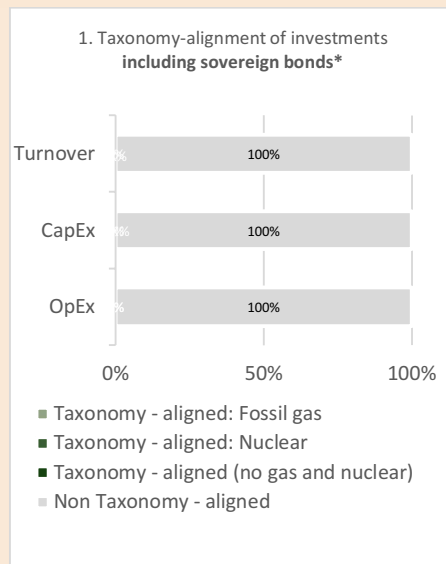 1. Taxonomy-alignment of investments
including sovereign bonds*
Turnover
100%
CapEx
100%
OpEx
100%
0%
50%
100%
Taxonomy - aligned: Fossil gas
Taxonomy - aligned: Nuclear
Taxonomy - aligned (no gas and nuclear)
Non Taxonomy - aligned